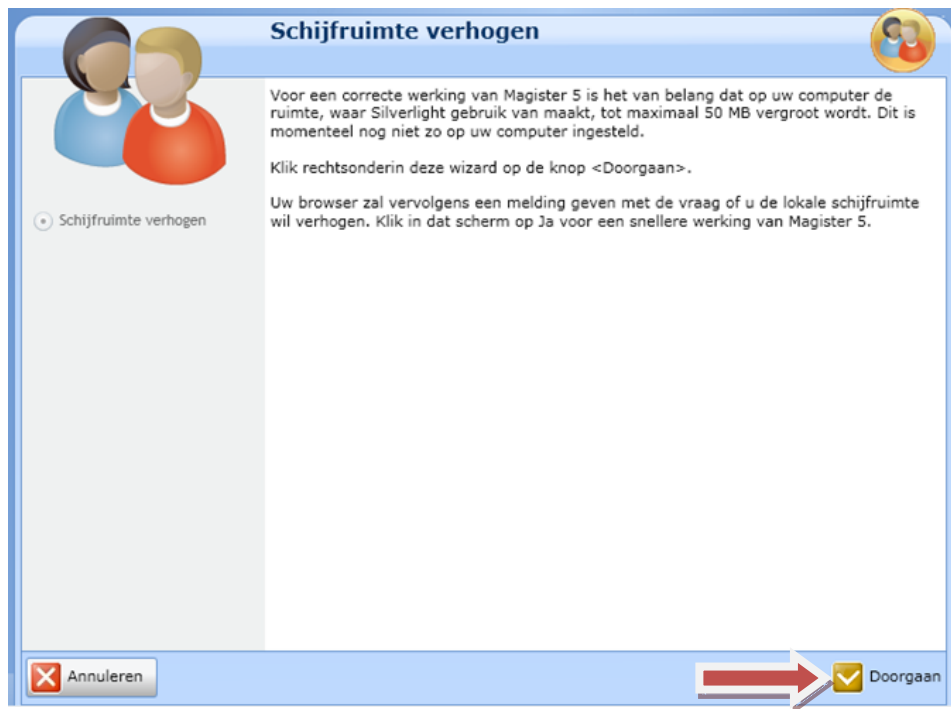 Schijfruimte verhogen
Voor een correcte werking van Magister 5 is het van belang dat op uw computer de
ruimte, waar Silverlight gebruik van maakt, tot maximaal 50 MB vergroot wordt. Dit is
momenteel nog niet zo op uw computer ingesteld.
Klik rechtsonderin deze wizard op de knop <Doorgaan>.
Uw browser zal vervolgens een melding geven met de vraag of u de lokale schijfruimte
wil verhogen. Klik in dat scherm op Ja voor een snellere werking van Magister 5.
Schijfruimte verhogen
Annuleren
Doorgaan